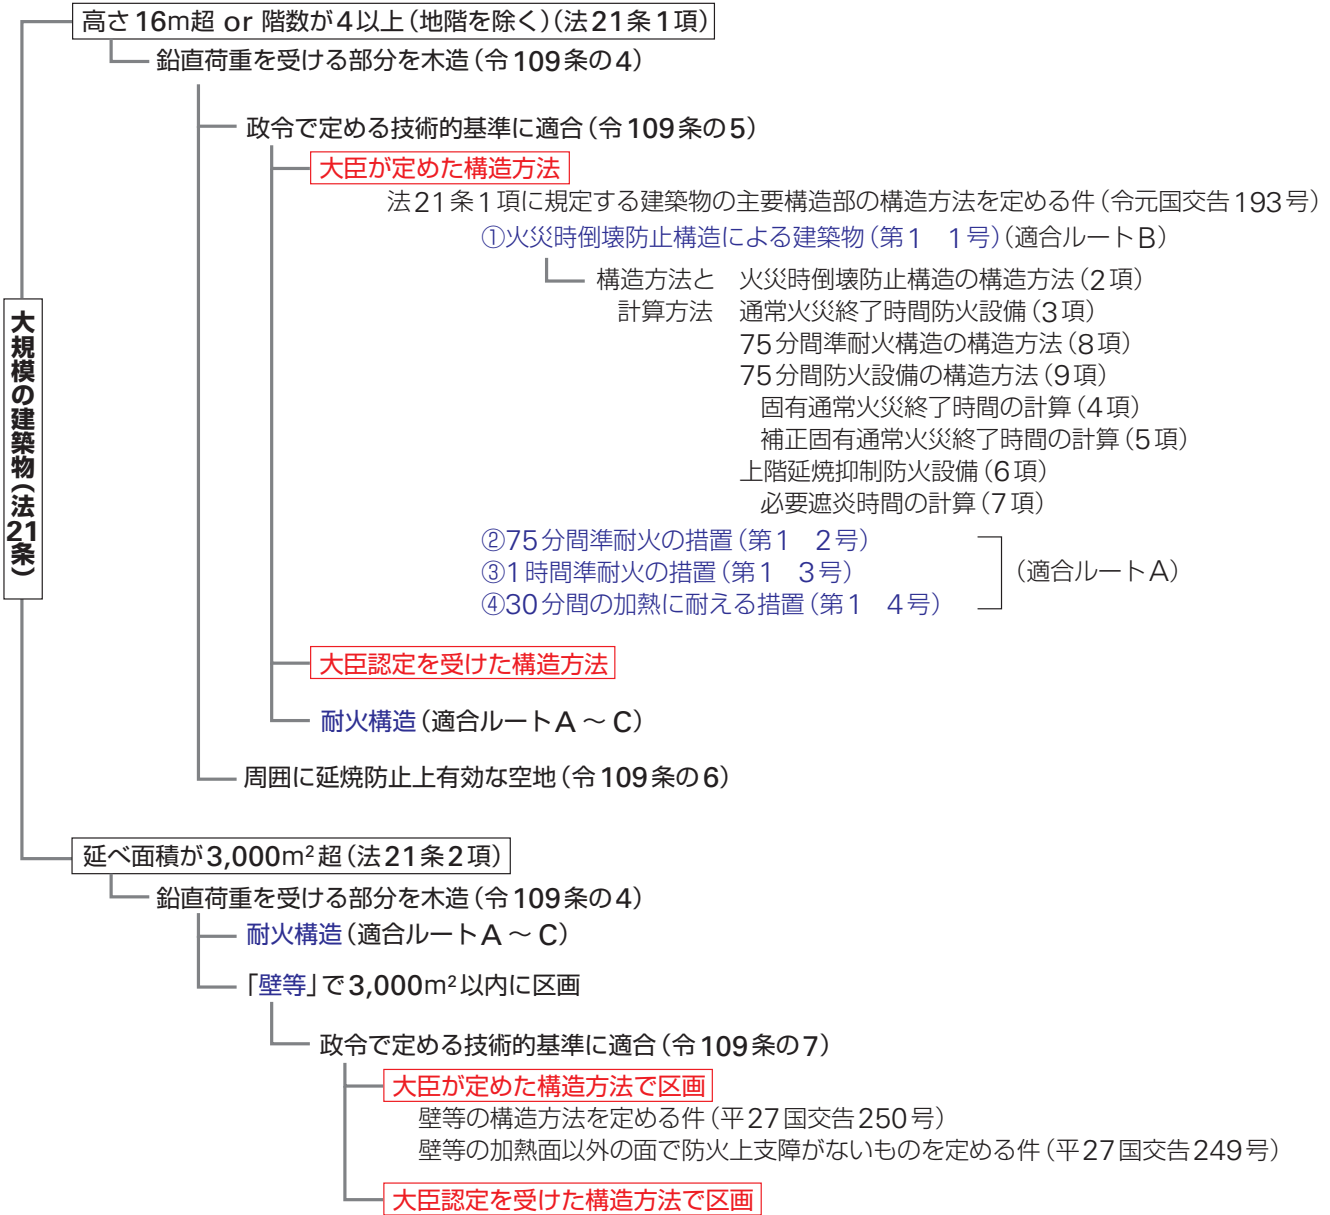 高さ16m超 or 階数が4以上（地階を除く）（法21条1項）
鉛直荷重を受ける部分を木造（令109条の4）
政令で定める技術的基準に適合（令109条の5）
大臣が定めた構造方法
法21条1項に規定する建築物の主要構造部の構造方法を定める件（令元国交告193号）
①火災時倒壊防止構造による建築物（第1　1号）（適合ルートB）
構造方法と　火災時倒壊防止構造の構造方法（2項）
計算方法　通常火災終了時間防火設備（3項）
75分間準耐火構造の構造方法（8項）
75分間防火設備の構造方法（9項）
固有通常火災終了時間の計算（4項）
補正固有通常火災終了時間の計算（5項）
上階延焼抑制防火設備（6項）
必要遮炎時間の計算（7項）
②75分間準耐火の措置（第1　2号）
③1時間準耐火の措置（第1　3号）
（適合ルートA）
④30分間の加熱に耐える措置（第1　4号）
大臣認定を受けた構造方法
耐火構造（適合ルートA ～ C）
周囲に延焼防止上有効な空地（令109条の6）
大規模の建築物（法21条）
延べ面積が3,000m²超（法21条2項）
鉛直荷重を受ける部分を木造（令109条の4）
耐火構造（適合ルートA ～ C）
「壁等」で3,000m²以内に区画
政令で定める技術的基準に適合（令109条の7）
大臣が定めた構造方法で区画
壁等の構造方法を定める件（平27国交告250号）
壁等の加熱面以外の面で防火上支障がないものを定める件（平27国交告249号）
大臣認定を受けた構造方法で区画